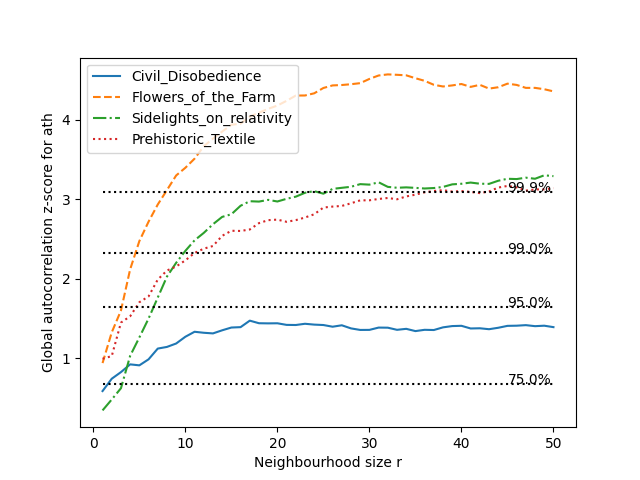 Civil_Disobedience
Flowers_of_the_Farm
Sidelights_on_relativity
Prehistoric_Textile
Global autocorrelation z-score for ath
4
3
2
1
99.9%
99.0%
95.0%
75.0%
0 10 20 30 40 50
Neighbourhood size r